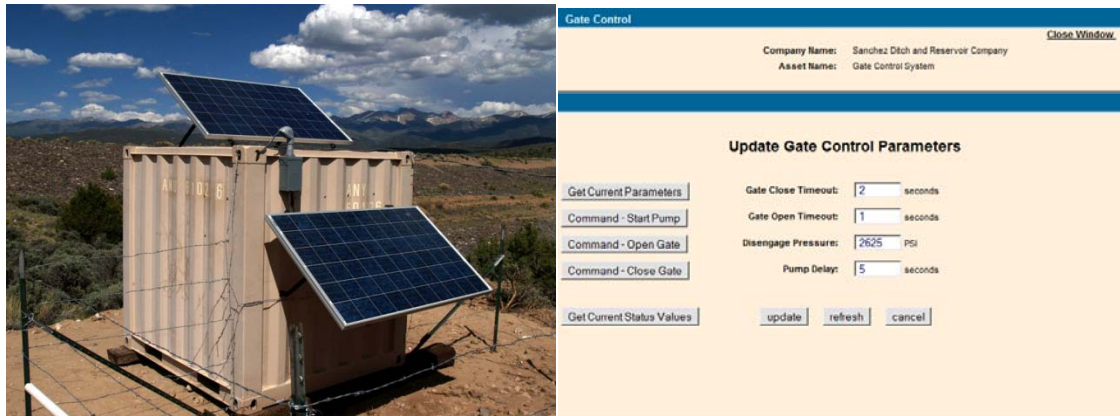 Gate Control
Close Window
Company Name: Sanchez Ditch and Reservoir Company
Asset Name: Gate Control System
Update Gate Control Parameters
Get Current Parameters
Gate Close Timeout: 2 seconds
Command - Start Pump
Gate Open Timeout: 1 seconds
Command - Open Gate
Disengage Pressure: 2625 PSI
Command - Close Gate
Pump Delay: 5 seconds
Get Current Status Values
update refresh cancel